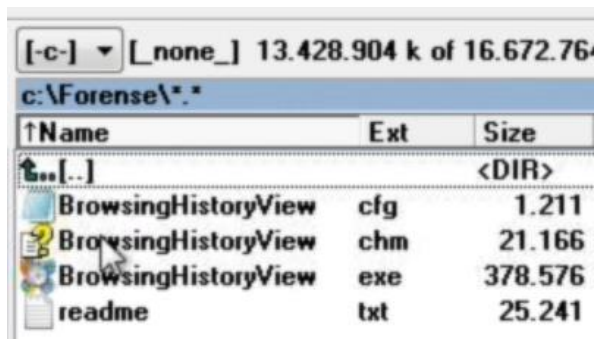 [-c-] [_none_] 13.428.904 k of 16.672.764
c:\Forense\*.*
↑Name Ext Size
[..] <DIR>
BrowsingHistoryView cfg 1.211
BrowsingHistoryView chm 21.166
BrowsingHistoryView exe 378.576
readme txt 25.241